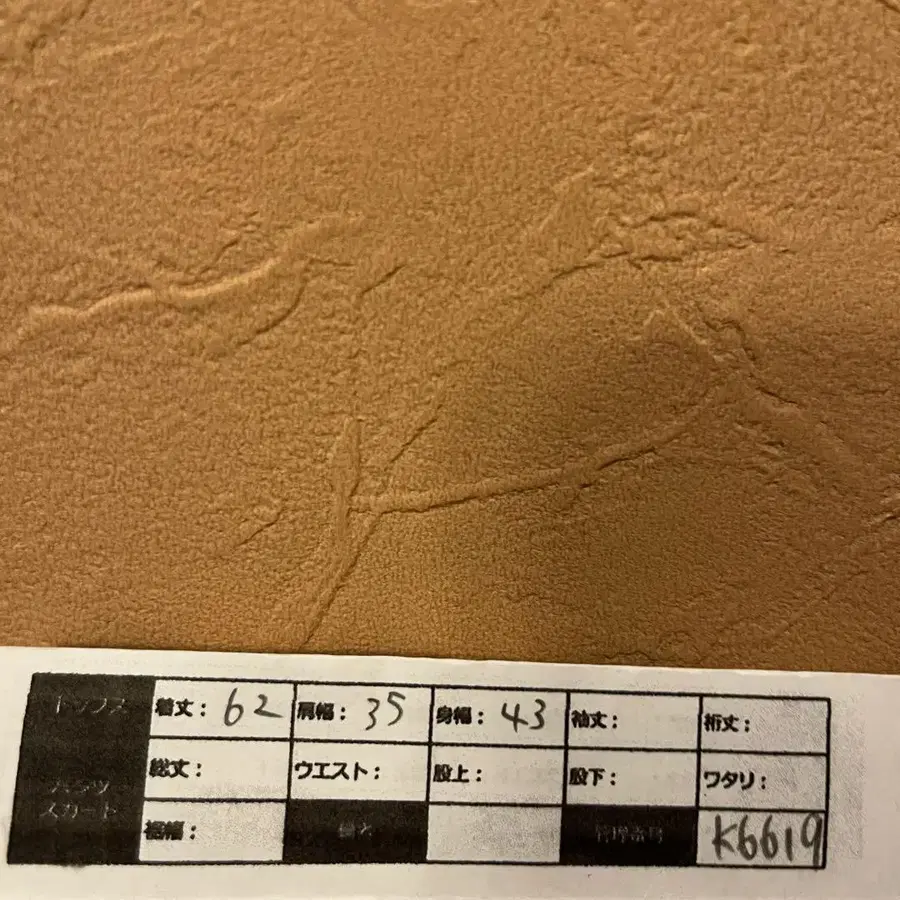 トップス 着丈: 62 肩幅: 35 身幅: 43 袖丈: 裄丈:
総丈: ウエスト: 股上: 股下: ワタリ:
パンツ
スカート
裾幅: 管理番号 K6619